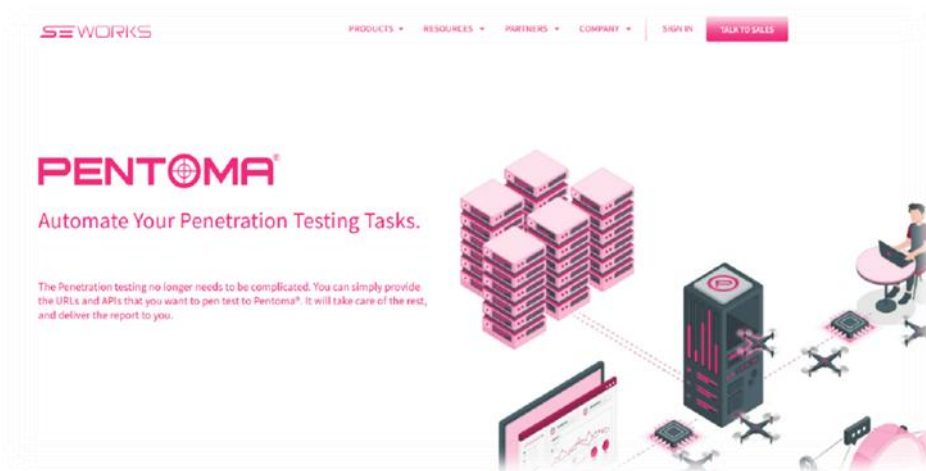 SEWORKS
PRODUCTS RESOURCES PARTNERS COMPANY SIGN IN TALK TO SALES
PENTOMA®
Automate Your Penetration Testing Tasks.
The Penetration testing no longer needs to be complicated. You can simply provide
the URLs and APIs that you want to pen test to Pentoma®. It will take care of the rest,
and deliver the report to you.
P